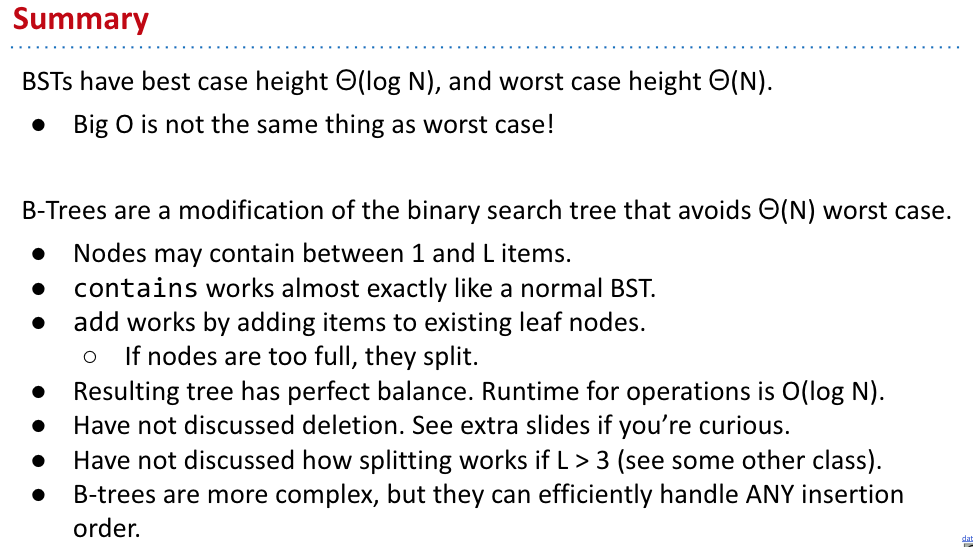 Summary
BSTs have best case height Θ(log N), and worst case height Θ(N).
● Big O is not the same thing as worst case!
B-Trees are a modification of the binary search tree that avoids Θ(N) worst case.
● Nodes may contain between 1 and L items.
● contains works almost exactly like a normal BST.
● add works by adding items to existing leaf nodes.
○ If nodes are too full, they split.
● Resulting tree has perfect balance. Runtime for operations is O(log N).
● Have not discussed deletion. See extra slides if you’re curious.
● Have not discussed how splitting works if L > 3 (see some other class).
● B-trees are more complex, but they can efficiently handle ANY insertion
order.
dat